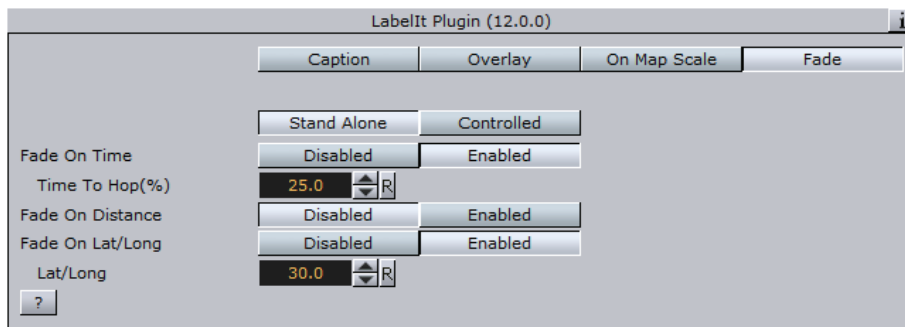 LabelIt Plugin (12.0.0) i
Caption Overlay On Map Scale Fade
Stand Alone Controlled
Fade On Time Disabled Enabled
Time To Hop(%) 25.0 R
Fade On Distance Disabled Enabled
Fade On Lat/Long Disabled Enabled
Lat/Long 30.0 R
?